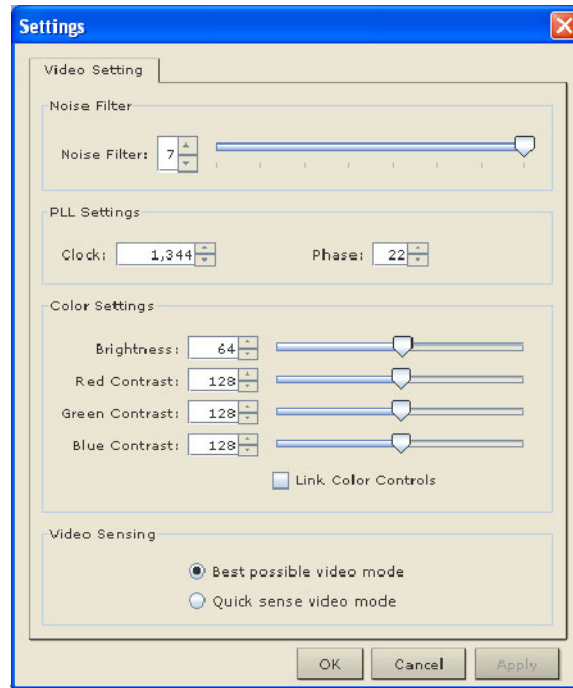 Settings
Video Setting
Noise Filter
Noise Filter: 7
PLL Settings
Clock: 1,344 Phase: 22
Color Settings
Brightness: 64
Red Contrast: 128
Green Contrast: 128
Blue Contrast: 128
Link Color Controls
Video Sensing
Best possible video mode
Quick sense video mode
OK Cancel Apply